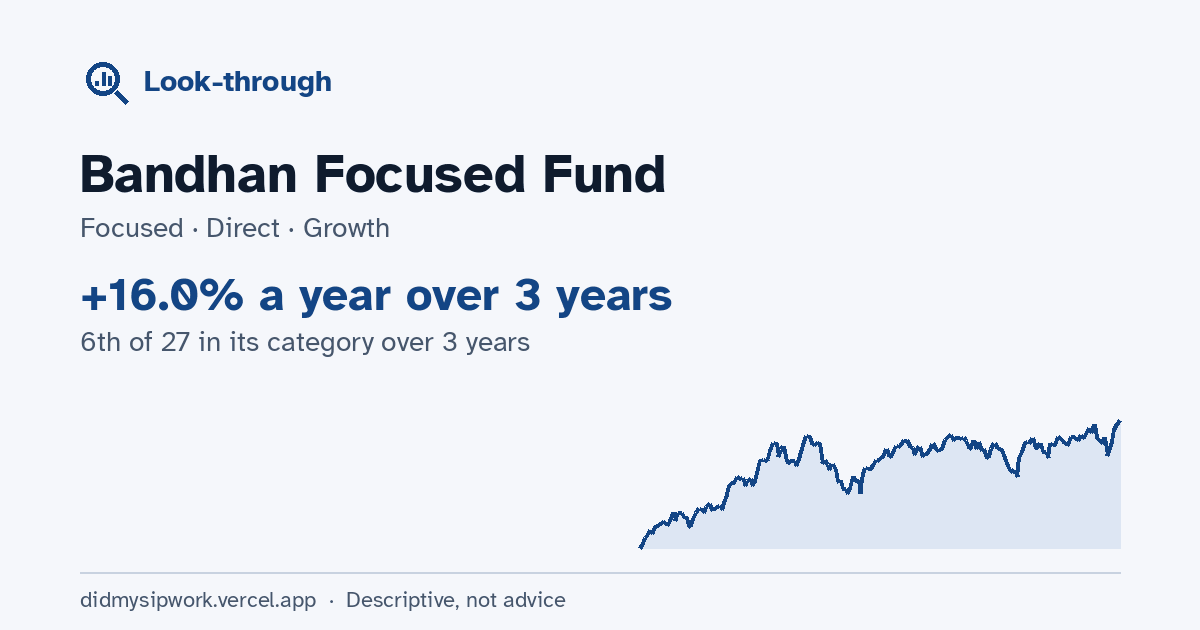 Look-through
Bandhan Focused Fund
Focused · Direct · Growth
+16.0% a year over 3 years
6th of 27 in its category over 3 years
didmysipwork.vercel.app · Descriptive, not advice